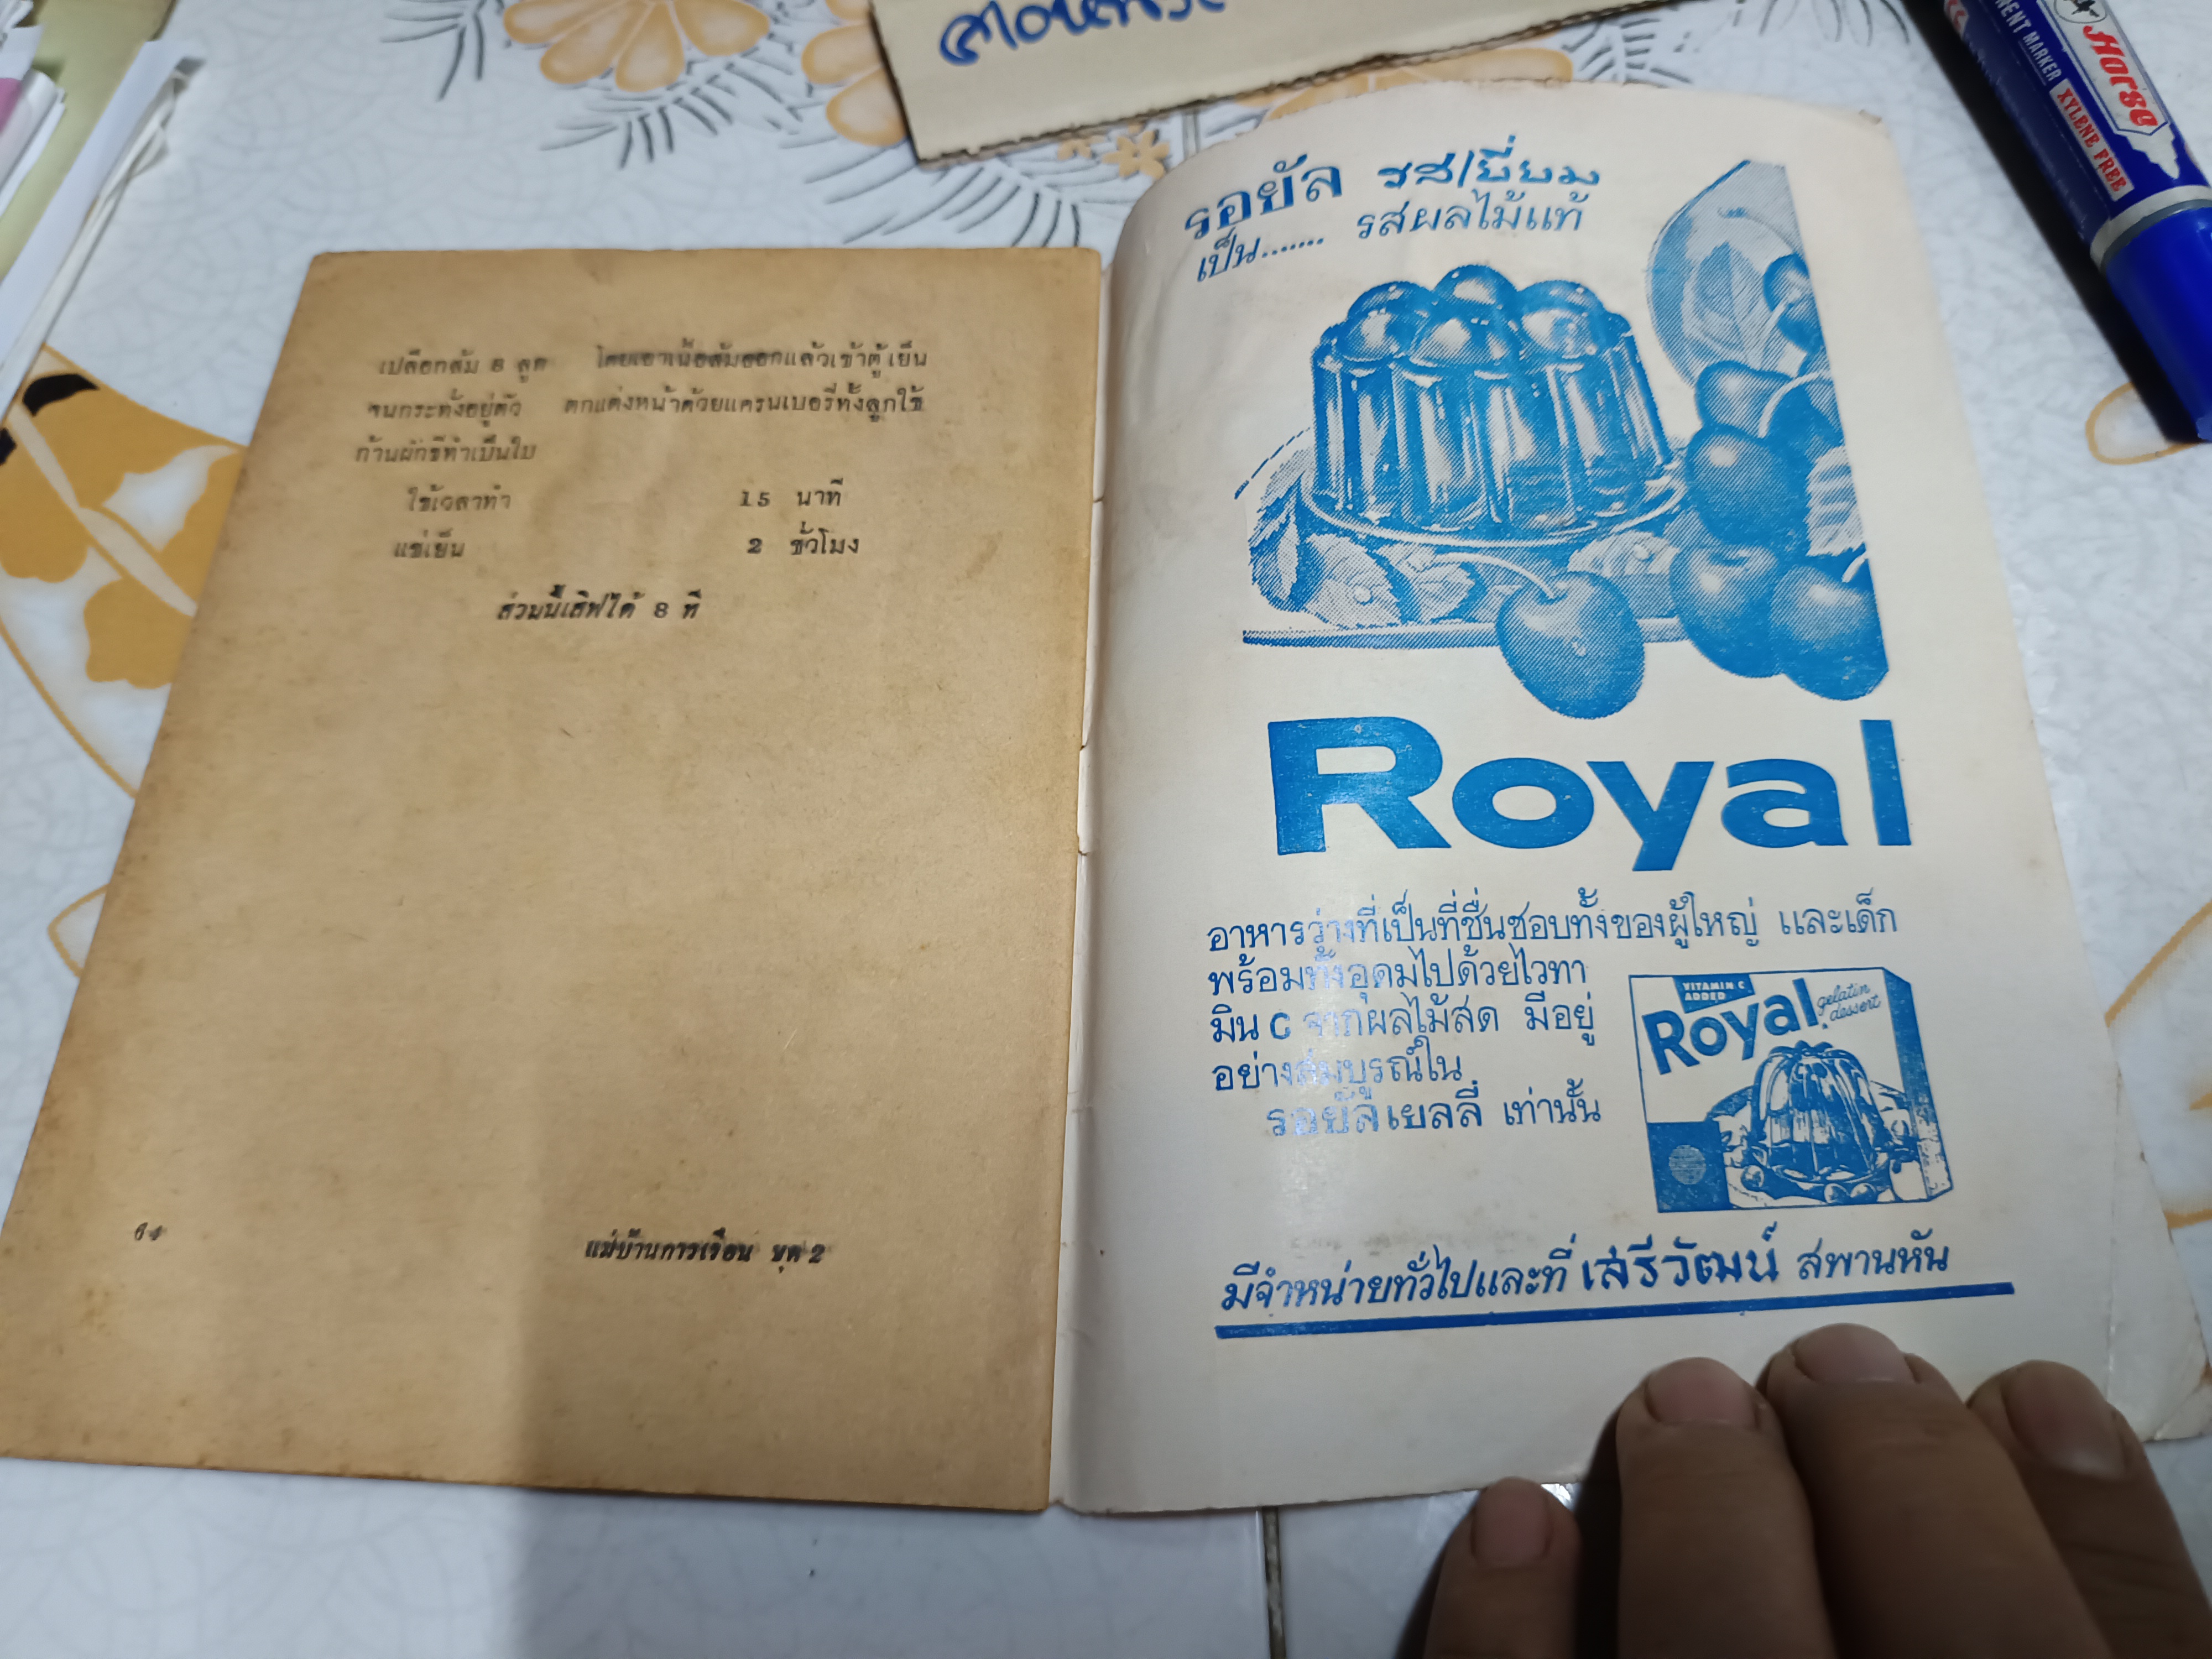 เปลือกส้ม 8 ลูก โดยเอาเนื้อส้มออกแล้วเข้าตู้เย็น
จนกระทั่งอยู่ตัว ตกแต่งหน้าด้วยแครนเบอรี่ทั้งลูกใช้
ก้านผักชีทำเป็นใบ
ใช้เวลาทำ 15 นาที
แช่เย็น 2 ชั่วโมง
ส่วนนี้เสิฟได้ 8 ที่
64
แม่บ้านการเรือน ชุด 2
รอยัล รสเยี่ยม
เป็น....... รสผลไม้แท้
Royal
อาหารว่างที่เป็นที่ชื่นชอบทั้งของผู้ใหญ่ และเด็ก
พร้อมทั้งอุดมไปด้วยไวทา
มิน C จากผลไม้สด มีอยู่
อย่างสมบูรณ์ใน
รอยัลเยลลี่ เท่านั้น
VITAMIN C
ADDED
Royal
gelatin
dessert
มีจำหน่ายทั่วไปและที่ เสรีวัฒน์ สพานหัน
Horse
MARKER
XYLENE FREE